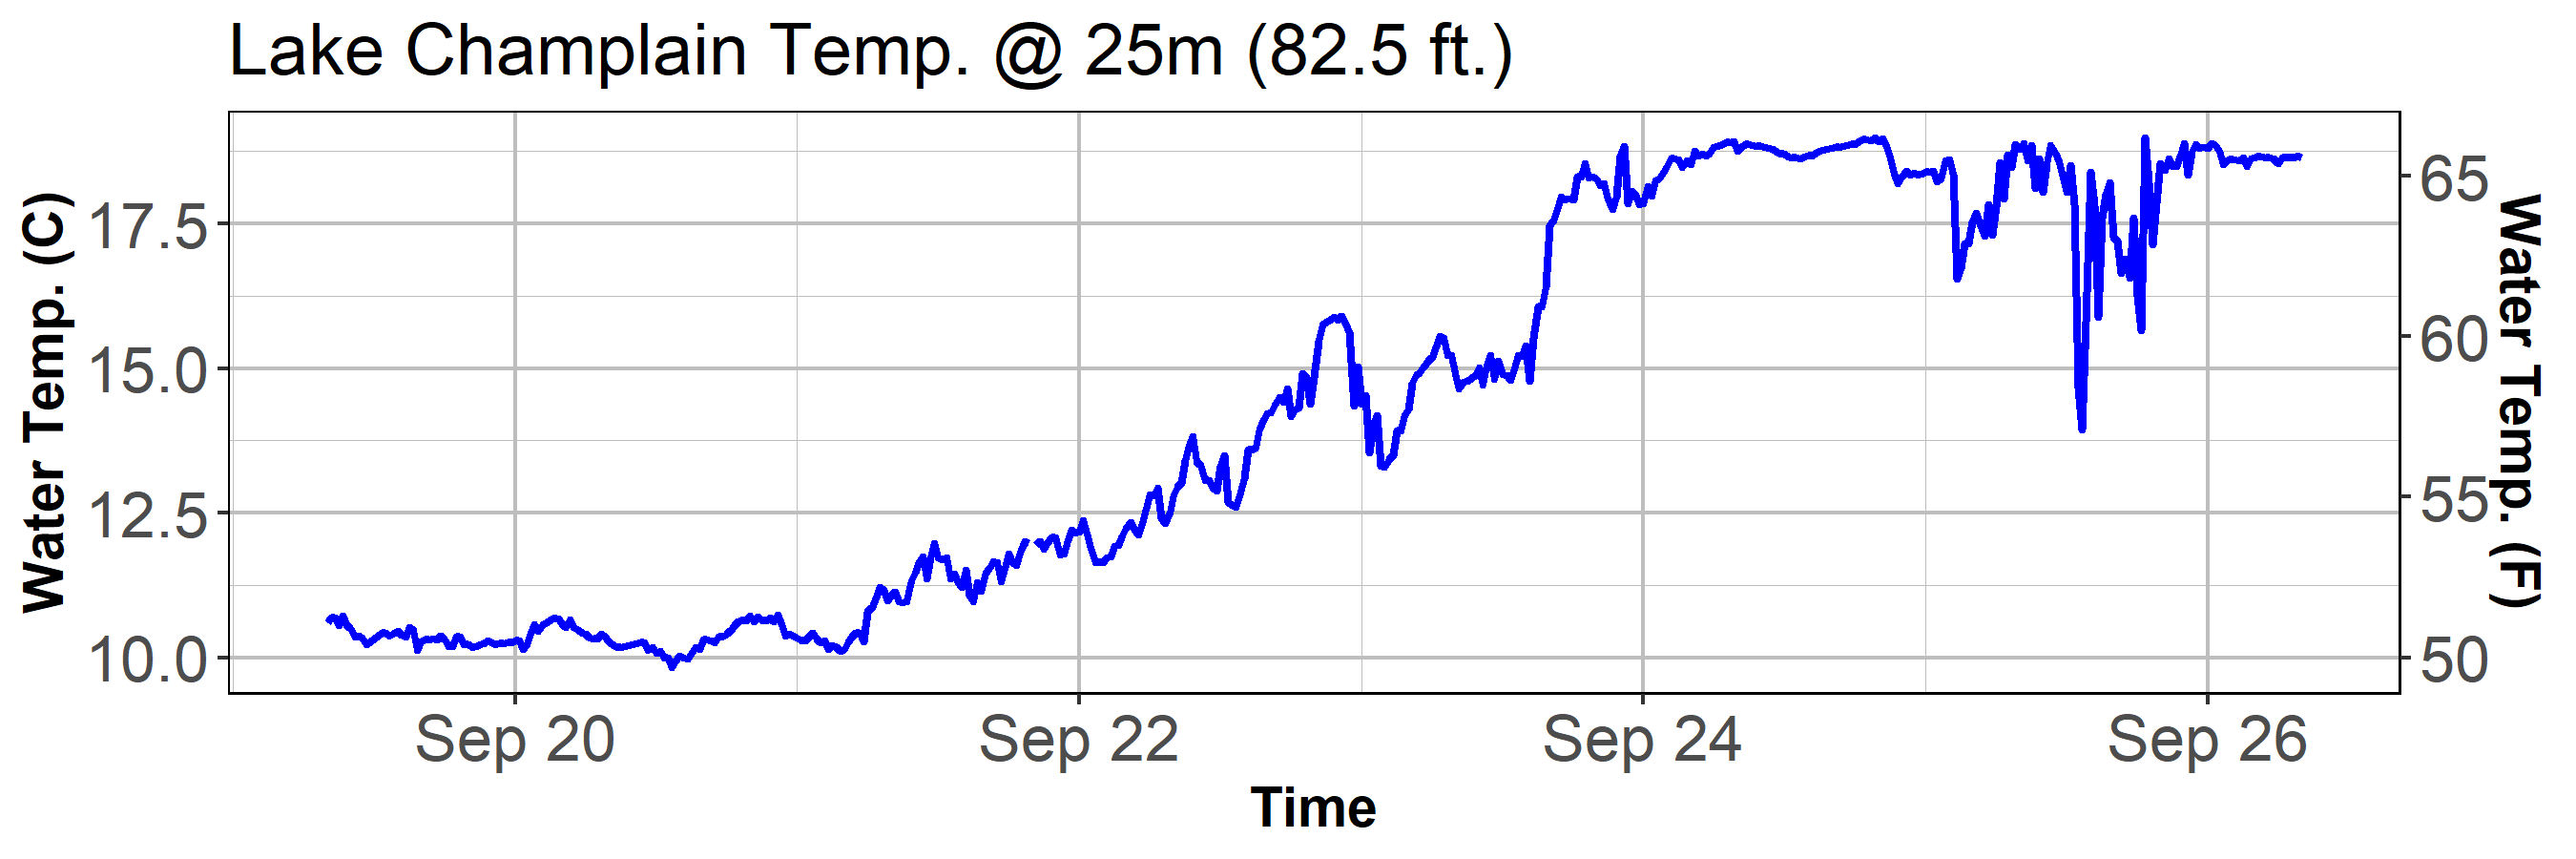 Lake Champlain Temp. @ 25m (82.5 ft.)
Water Temp. (C)
17.5
15.0
12.5
10.0
65
60
55
50
Water Temp. (F)
Sep 20
Sep 22
Sep 24
Sep 26
Time